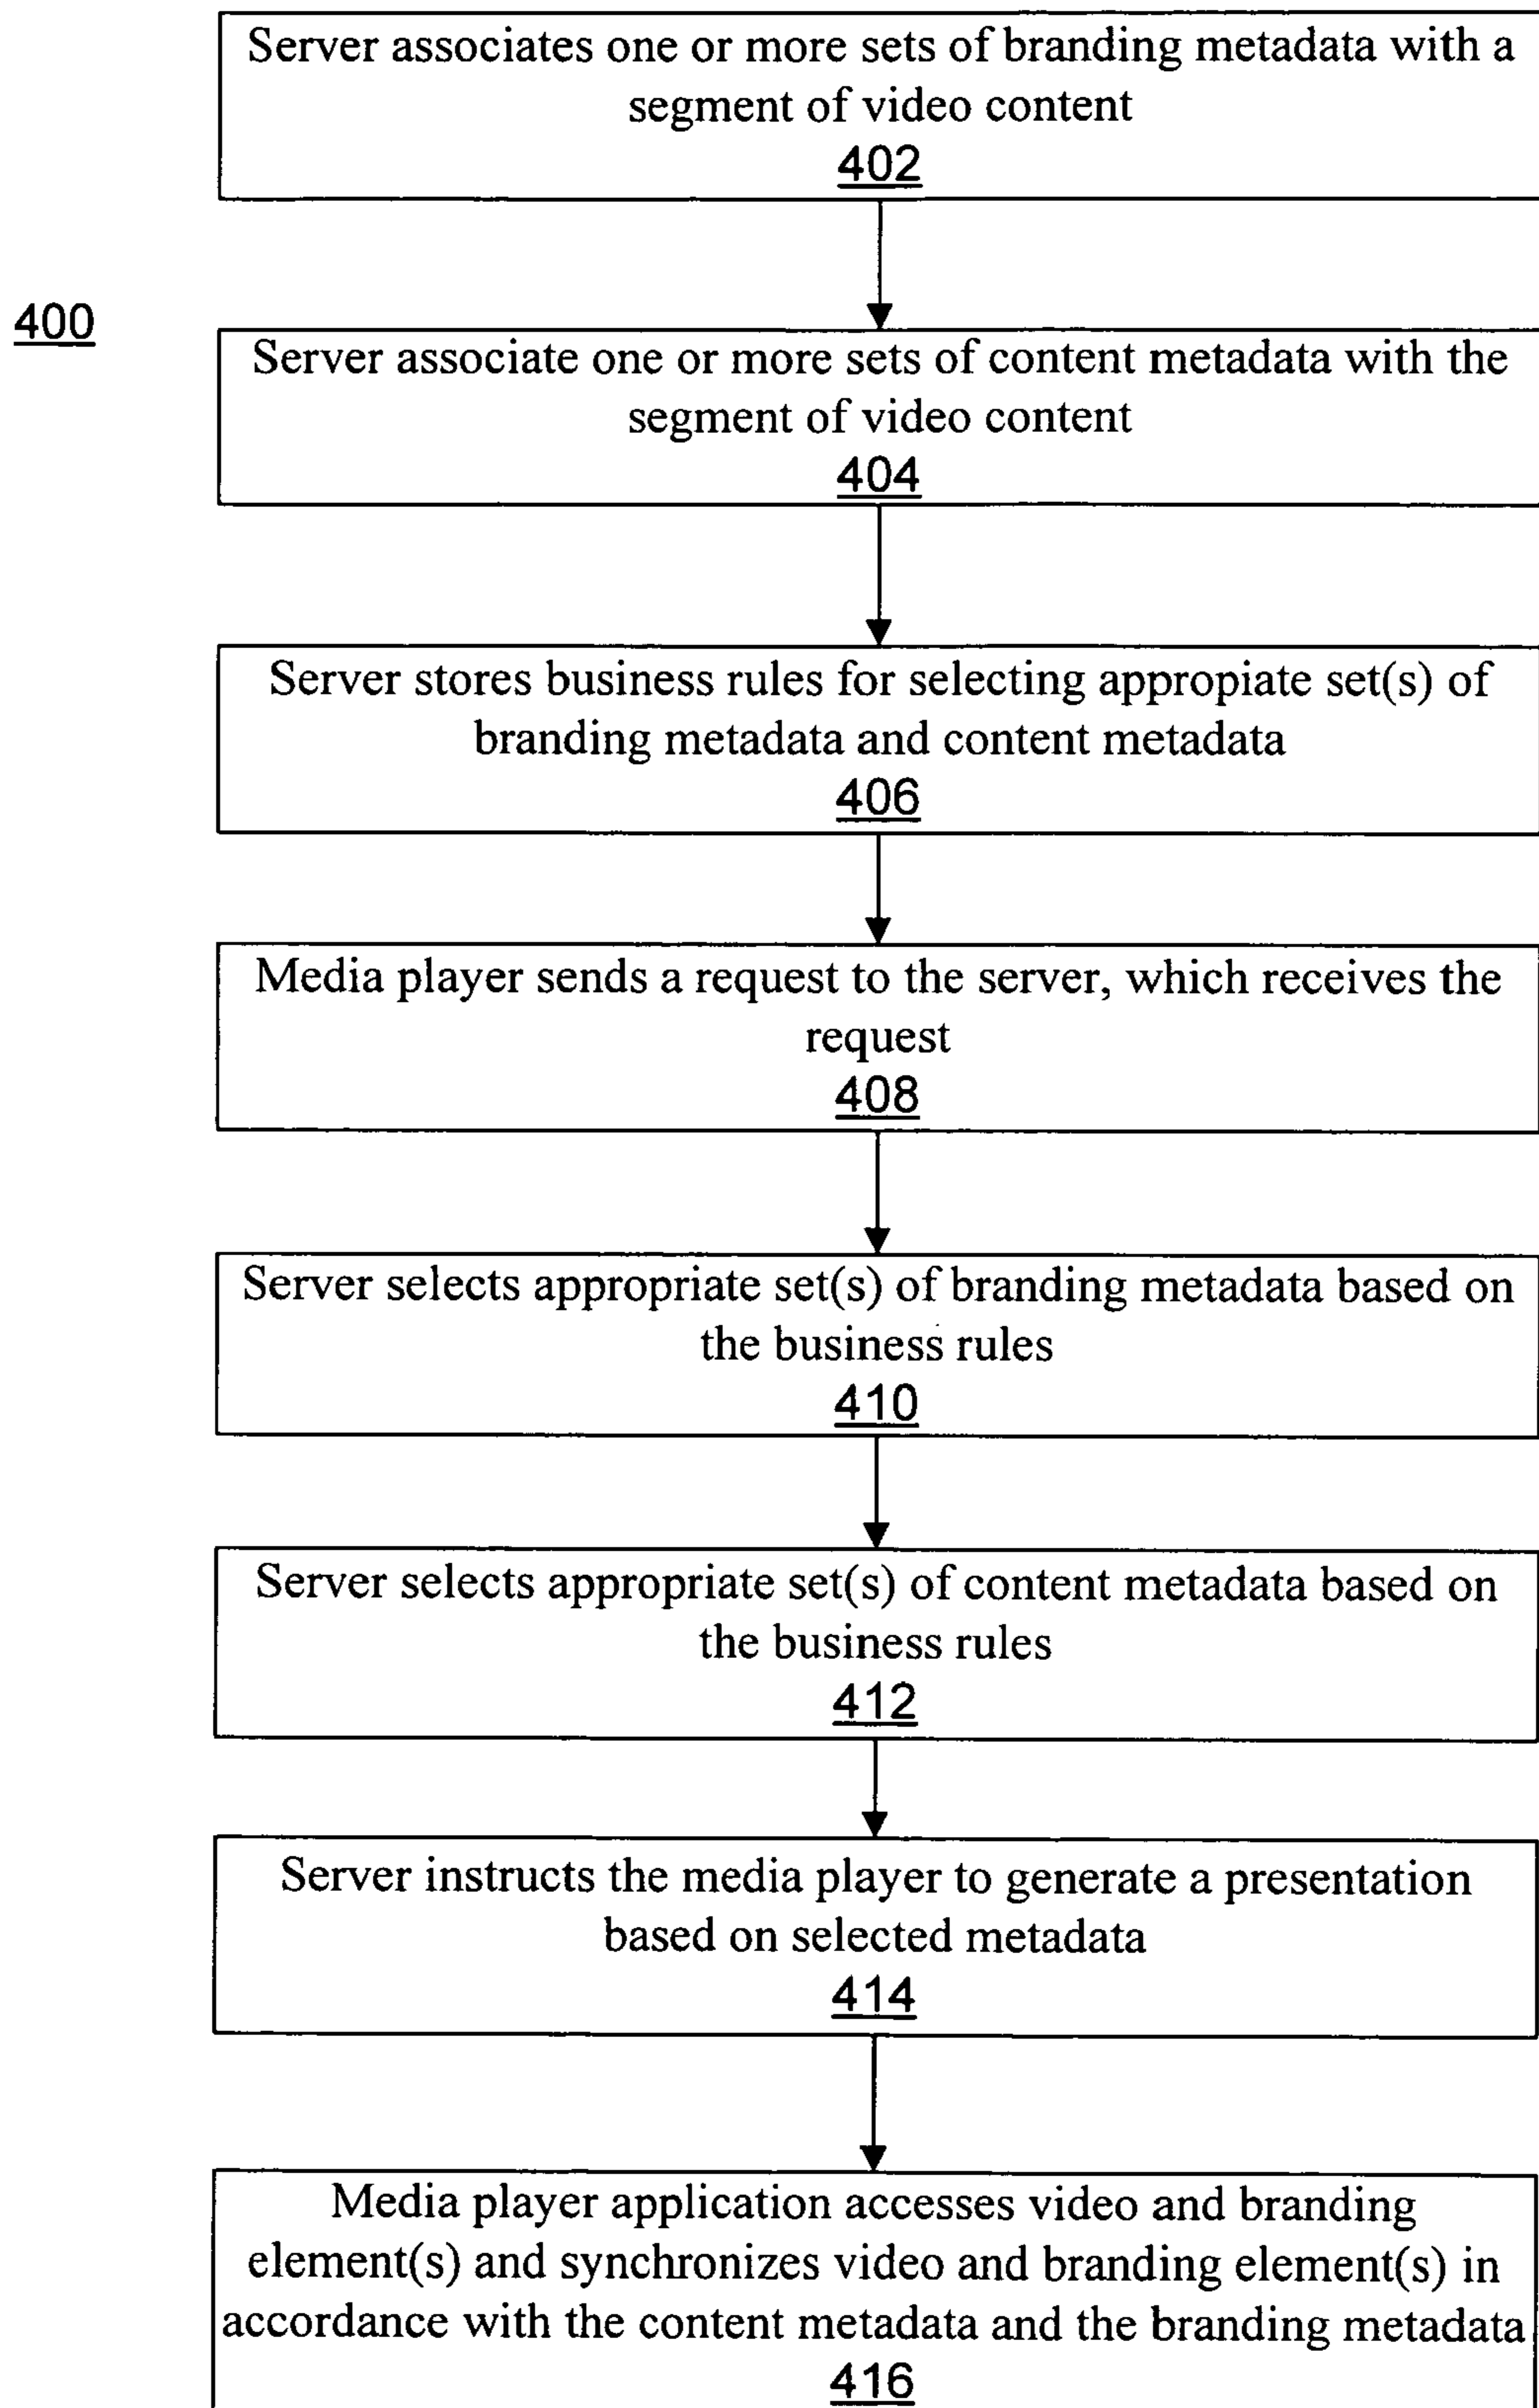 Server associates one or more sets of branding metadata with a
segment of video content
402
400
Server associate one or more sets of content metadata with the
segment of video content
404
Server stores business rules for selecting appropiate set(s) of
branding metadata and content metadata
406
Media player sends a request to the server, which receives the
request
408
Server selects appropriate set(s) of branding metadata based on
the business rules
410
Server selects appropriate set(s) of content metadata based on
the business rules
412
Server instructs the media player to generate a presentation
based on selected metadata
414
Media player application accesses video and branding
element(s) and synchronizes video and branding element(s) in
accordance with the content metadata and the branding metadata
416